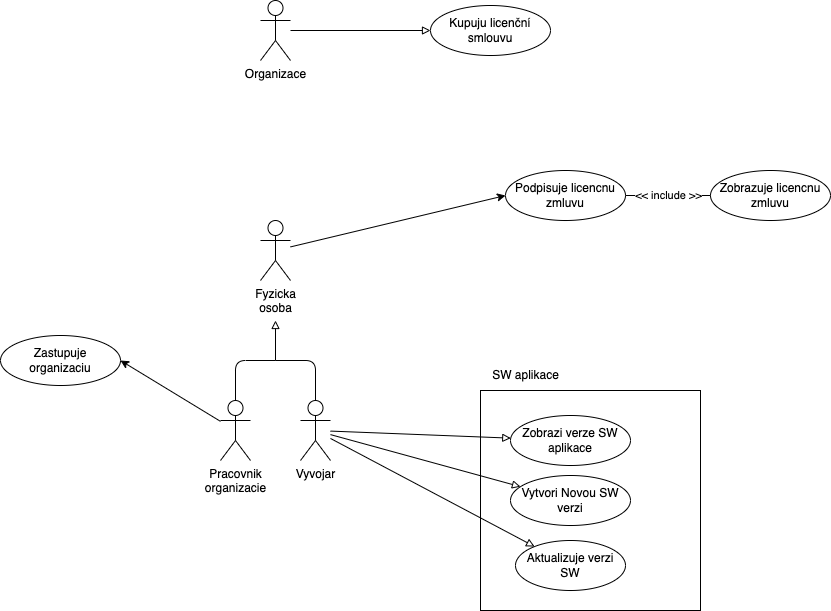 Kupuju licenční
smlouvu
Organizace
Podpisuje licencnu
zmluvu
<< include >>
Zobrazuje licencnu
zmluvu
Fyzicka
osoba
Zastupuje
organizaciu
SW aplikace
Zobrazi verze SW
aplikace
Pracovnik
organizacie
Vyvojar
Vytvori Novou SW
verzi
Aktualizuje verzi
SW